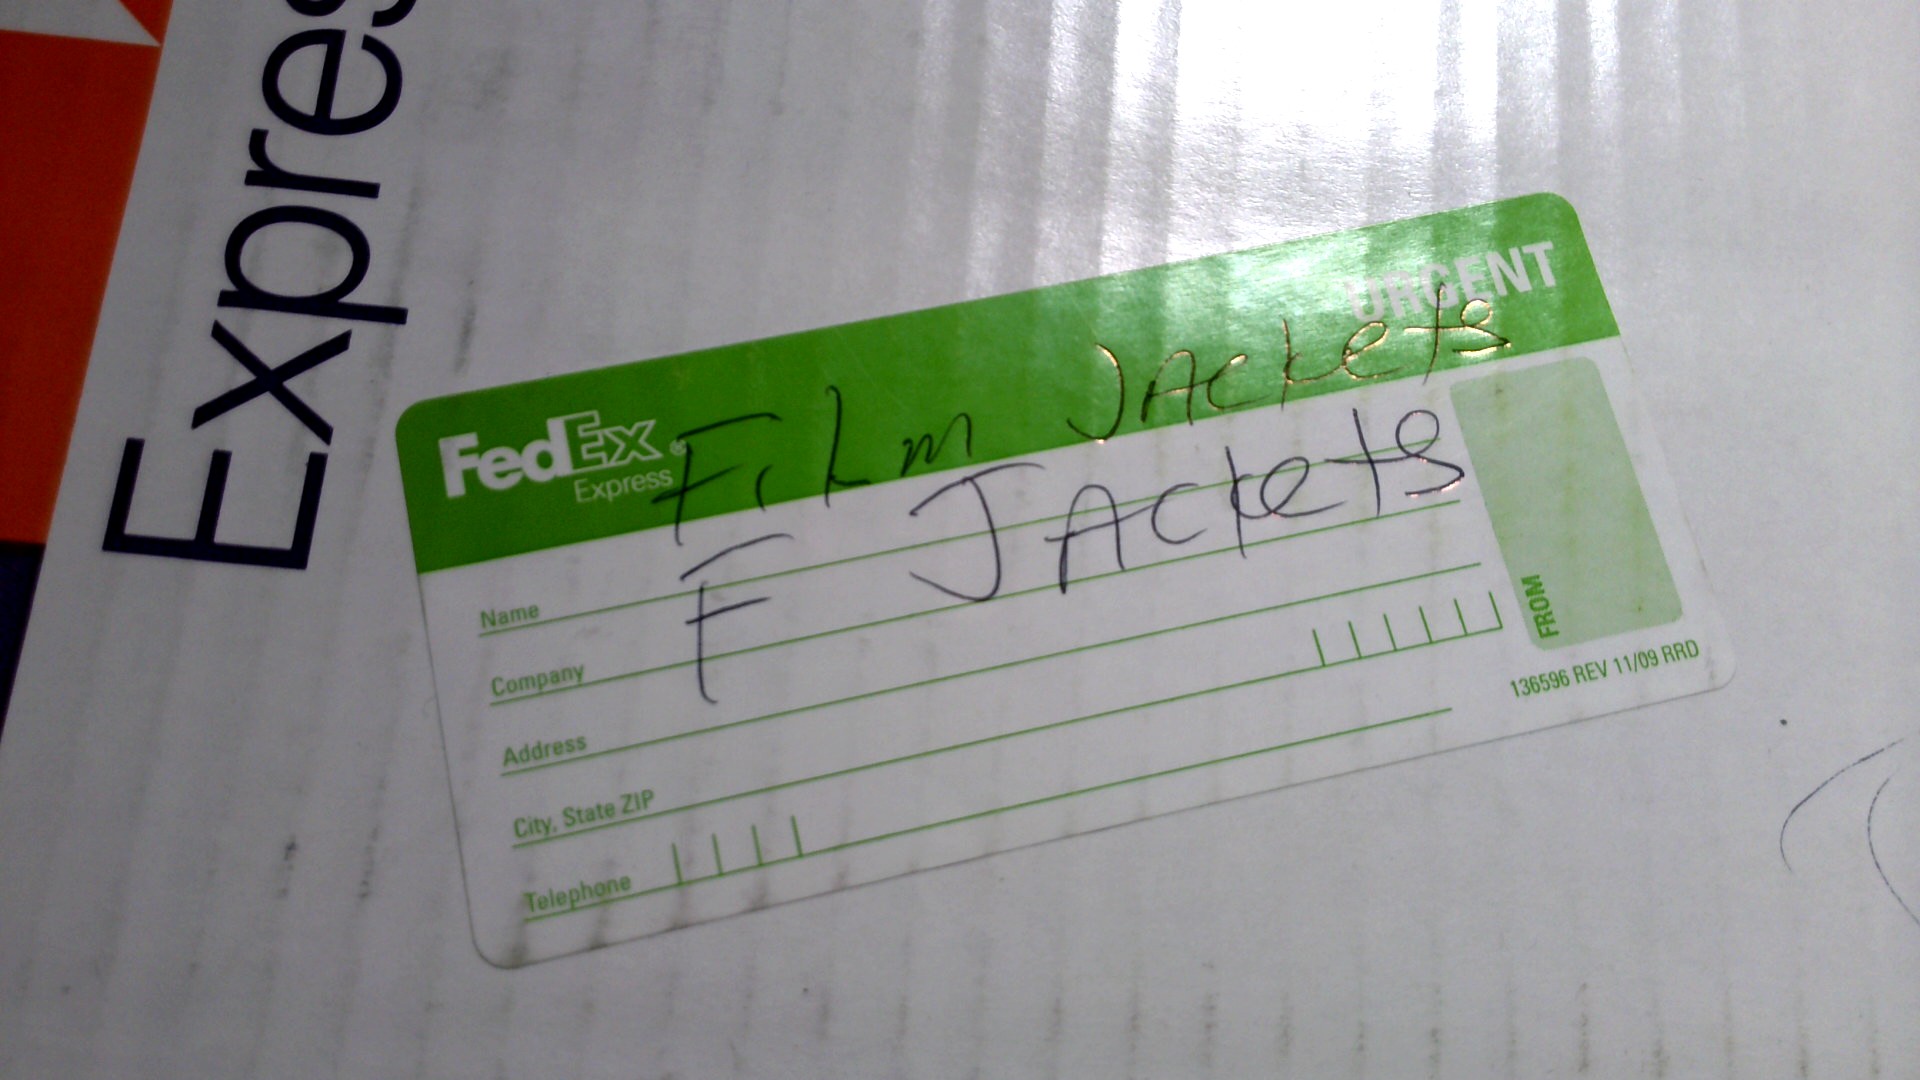 Expres
URGENT
FedEx®
Express
Film JACkets
F JACkets
Name
Company
Address
City, State ZIP
Telephone
FROM
136596 REV 11/09 RRD